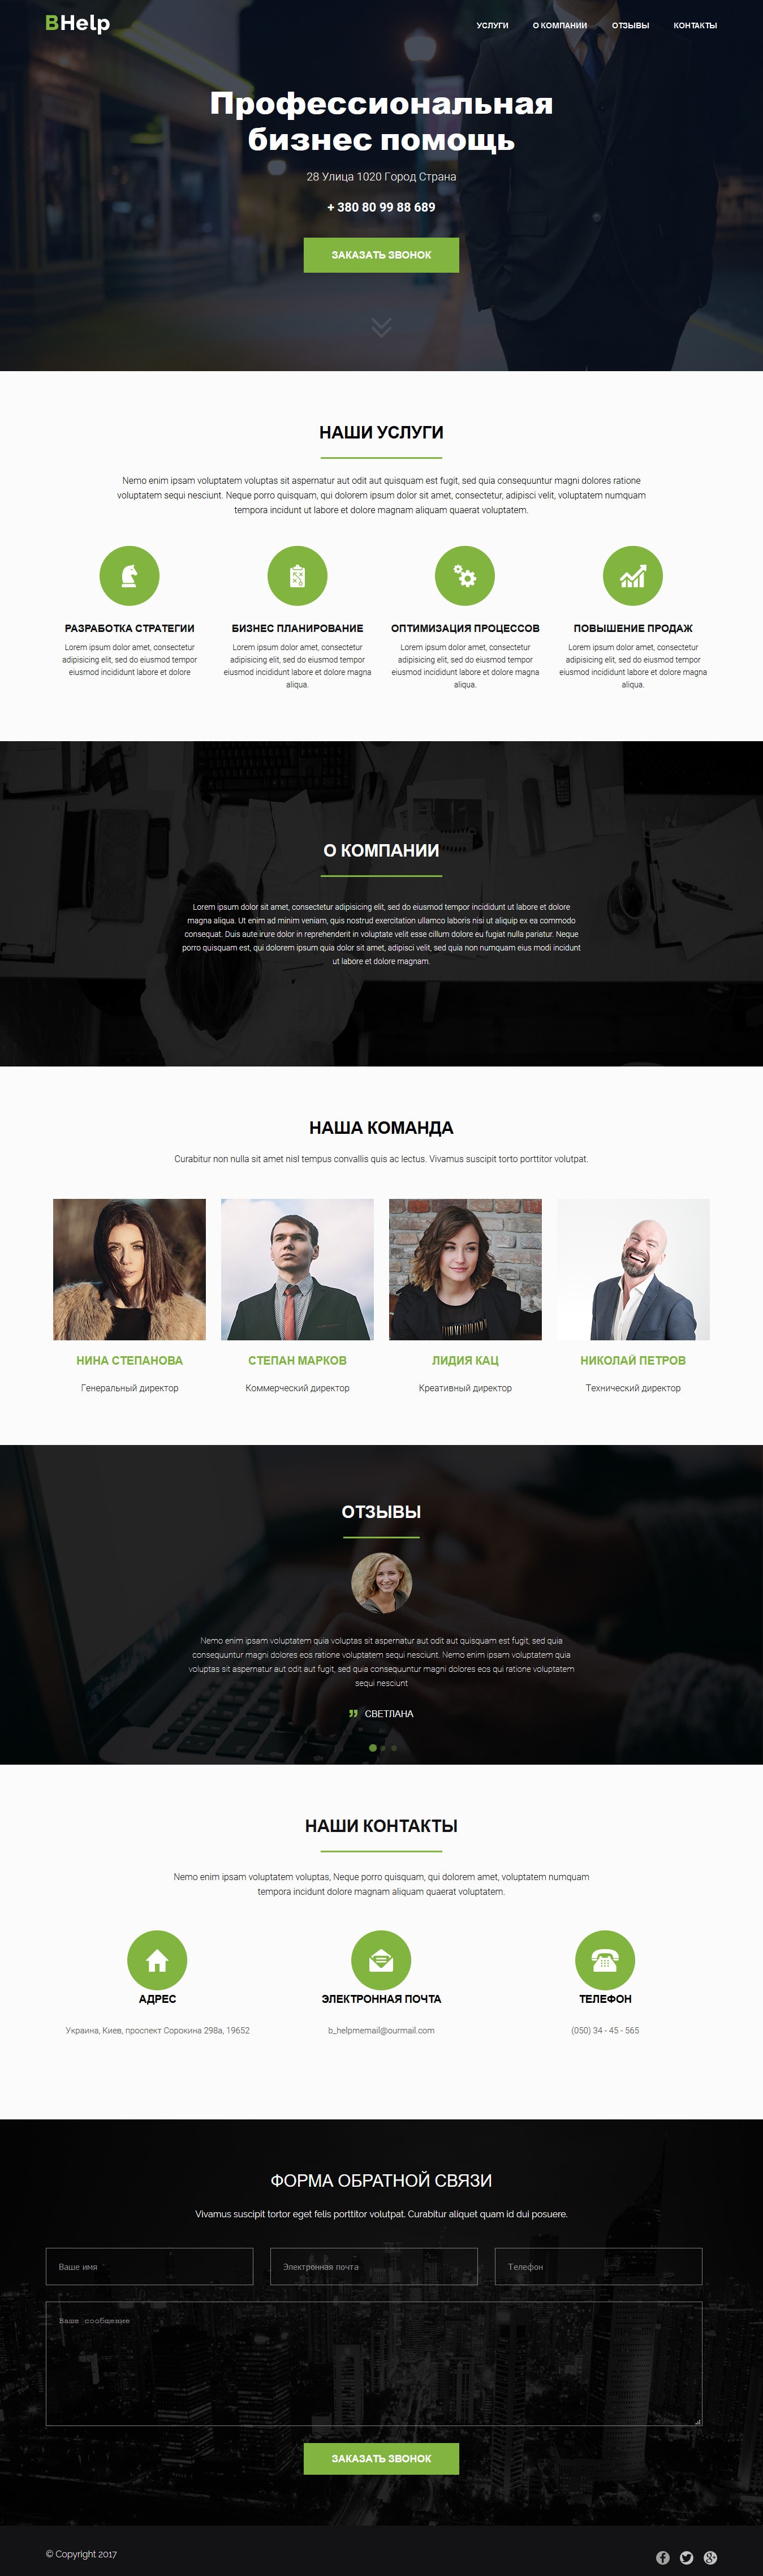 BHelp
УСЛУГИ О КОМПАНИИ ОТЗЫВЫ КОНТАКТЫ
Профессиональная
бизнес помощь
28 Улица 1020 Город Страна
+ 380 80 99 88 689
ЗАКАЗАТЬ ЗВОНОК
НАШИ УСЛУГИ
Nemo enim ipsam voluptatem voluptas sit aspernatur aut odit aut quisquam est fugit, sed quia consequuntur magni dolores ratione
voluptatem sequi nesciunt. Neque porro quisquam, qui dolorem ipsum dolor sit amet, consectetur, adipisci velit, voluptatem numquam
tempora incidunt ut labore et dolore magnam aliquam quaerat voluptatem.
РАЗРАБОТКА СТРАТЕГИИ
Lorem ipsum dolor amet, consectetur
adipisicing elit, sed do eiusmod tempor
eiusmod incididunt labore et dolore
БИЗНЕС ПЛАНИРОВАНИЕ
Lorem ipsum dolor amet, consectetur
adipisicing elit, sed do eiusmod tempor
eiusmod incididunt labore et dolore magna
aliqua.
ОПТИМИЗАЦИЯ ПРОЦЕССОВ
Lorem ipsum dolor amet, consectetur
adipisicing elit, sed do eiusmod tempor
eiusmod incididunt labore et dolore magna
aliqua.
ПОВЫШЕНИЕ ПРОДАЖ
Lorem ipsum dolor amet, consectetur
adipisicing elit, sed do eiusmod tempor
eiusmod incididunt labore et dolore magna
aliqua.
О КОМПАНИИ
Lorem ipsum dolor sit amet, consectetur adipisicing elit, sed do eiusmod tempor incididunt ut labore et dolore
magna aliqua. Ut enim ad minim veniam, quis nostrud exercitation ullamco laboris nisi ut aliquip ex ea commodo
consequat. Duis aute irure dolor in reprehenderit in voluptate velit esse cillum dolore eu fugiat nulla pariatur. Neque
porro quisquam est, qui dolorem ipsum quia dolor sit amet, adipisci velit, sed quia non numquam eius modi incidunt
ut labore et dolore magnam.
НАША КОМАНДА
Curabitur non nulla sit amet nisl tempus convallis quis ac lectus. Vivamus suscipit torto porttitor volutpat.
НИНА СТЕПАНОВА
Генеральный директор
СТЕПАН МАРКОВ
Коммерческий директор
ЛИДИЯ КАЦ
Креативный директор
НИКОЛАЙ ПЕТРОВ
Технический директор
ОТЗЫВЫ
Nemo enim ipsam voluptatem quia voluptas sit aspernatur aut odit aut quisquam est fugit, sed quia
consequuntur magni dolores eos ratione voluptatem sequi nesciunt. Nemo enim ipsam voluptatem quia
voluptas sit aspernatur aut odit aut fugit, sed quia consequuntur magni dolores eos qui ratione voluptatem
sequi nesciunt
СВЕТЛАНА
НАШИ КОНТАКТЫ
Nemo enim ipsam voluptatem voluptas, Neque porro quisquam, qui dolorem amet, voluptatem numquam
tempora incidunt dolore magnam aliquam quaerat voluptatem.
АДРЕС
Украина, Киев, проспект Сорокина 298а, 19652
ЭЛЕКТРОННАЯ ПОЧТА
b_helpmemail@ourmail.com
ТЕЛЕФОН
(050) 34 - 45 - 565
ФОРМА ОБРАТНОЙ СВЯЗИ
Vivamus suscipit tortor eget felis porttitor volutpat. Curabitur aliquet quam id dui posuere.
Ваше имя
Электронная почта
Телефон
Ваше сообщение
ЗАКАЗАТЬ ЗВОНОК
© Copyright 2017